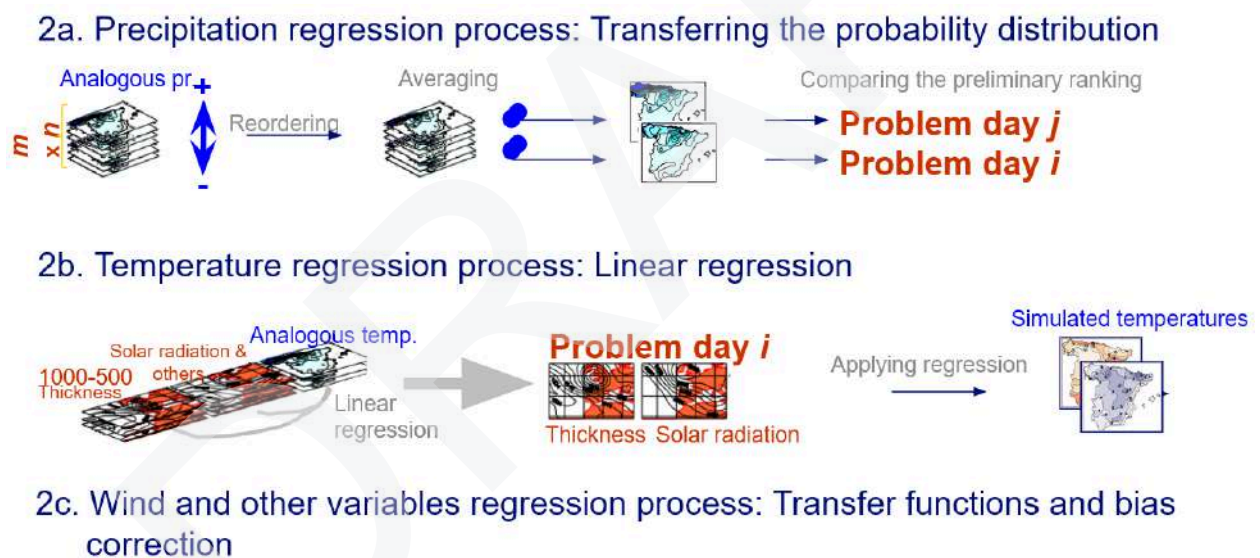 2a. Precipitation regression process: Transferring the probability distribution
Analogous pr.
+
-
m
x n
Reordering
Averaging
Comparing the preliminary ranking
Problem day j
Problem day i
2b. Temperature regression process: Linear regression
Analogous temp.
Solar radiation &
others
1000-500
Thickness
Linear
regression
Problem day i
Thickness Solar radiation
Applying regression
Simulated temperatures
2c. Wind and other variables regression process: Transfer functions and bias
correction
DRAF